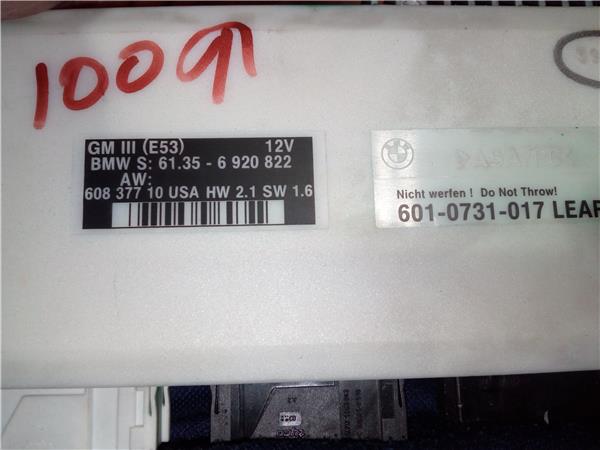 1009
GM III (E53) 12V
BMW S: 61.35 - 6 920 822
AW:
608 377 10 USA HW 2.1 SW 1.6
Nicht werfen ! Do Not Throw!
601-0731-017 LEAR